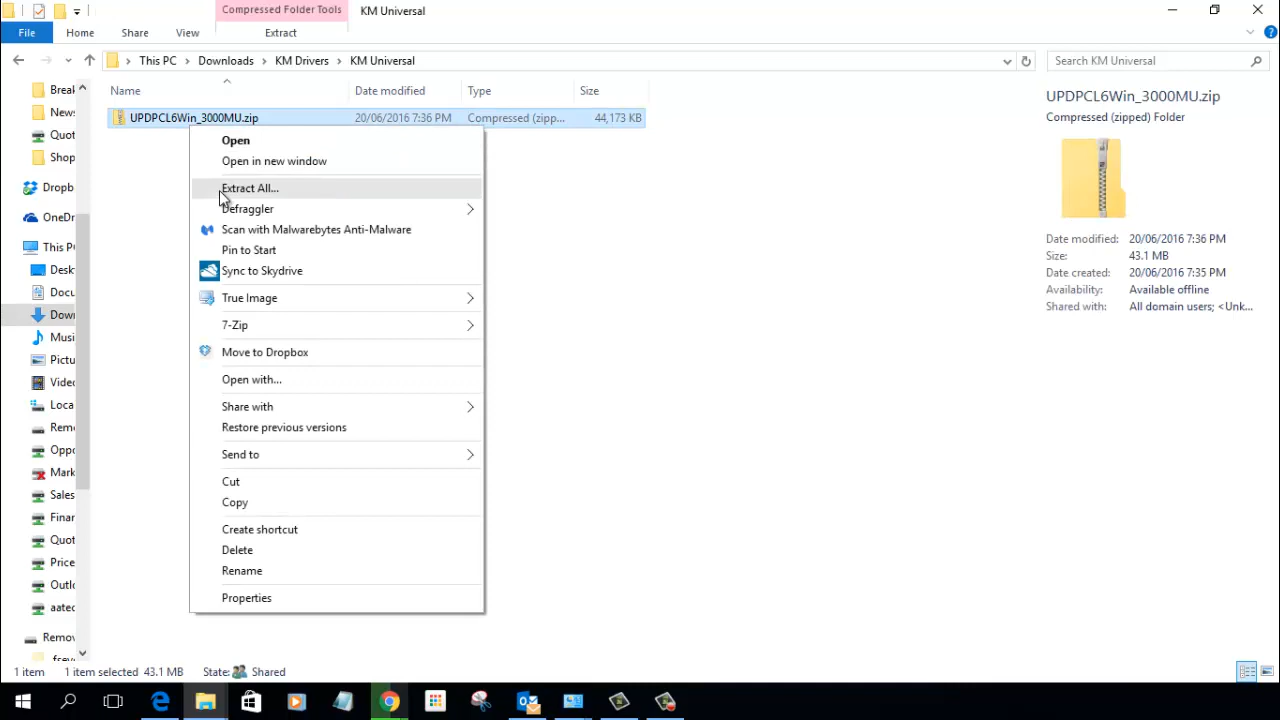 Compressed Folder Tools
KM Universal
File
Home
Share
View
Extract
This PC
Downloads
KM Drivers
KM Universal
Search KM Universal
Name
Date modified
Type
Size
UPDPCL6Win_3000MU.zip
20/06/2016 7:36 PM
Compressed (zipp...
44,173 KB
Break
News
Quot
Shop
Dropb
OneDr
This P
Desk
Docu
Down
Music
Pictu
Video
Loca
Rem
Oppo
Mark
Sales
Finan
Quot
Price
Outlo
aatec
Remov
Open
Open in new window
Extract All...
Defraggler
Scan with Malwarebytes Anti-Malware
Pin to Start
Sync to Skydrive
True Image
7-Zip
Move to Dropbox
Open with...
Share with
Restore previous versions
Send to
Cut
Copy
Create shortcut
Delete
Rename
Properties
UPDPCL6Win_3000MU.zip
Compressed (zipped) Folder
Date modified: 20/06/2016 7:36 PM
Size: 43.1 MB
Date created: 20/06/2016 7:35 PM
Availability: Available offline
Shared with: All domain users; <Unk...
1 item
1 item selected 43.1 MB
State: Shared